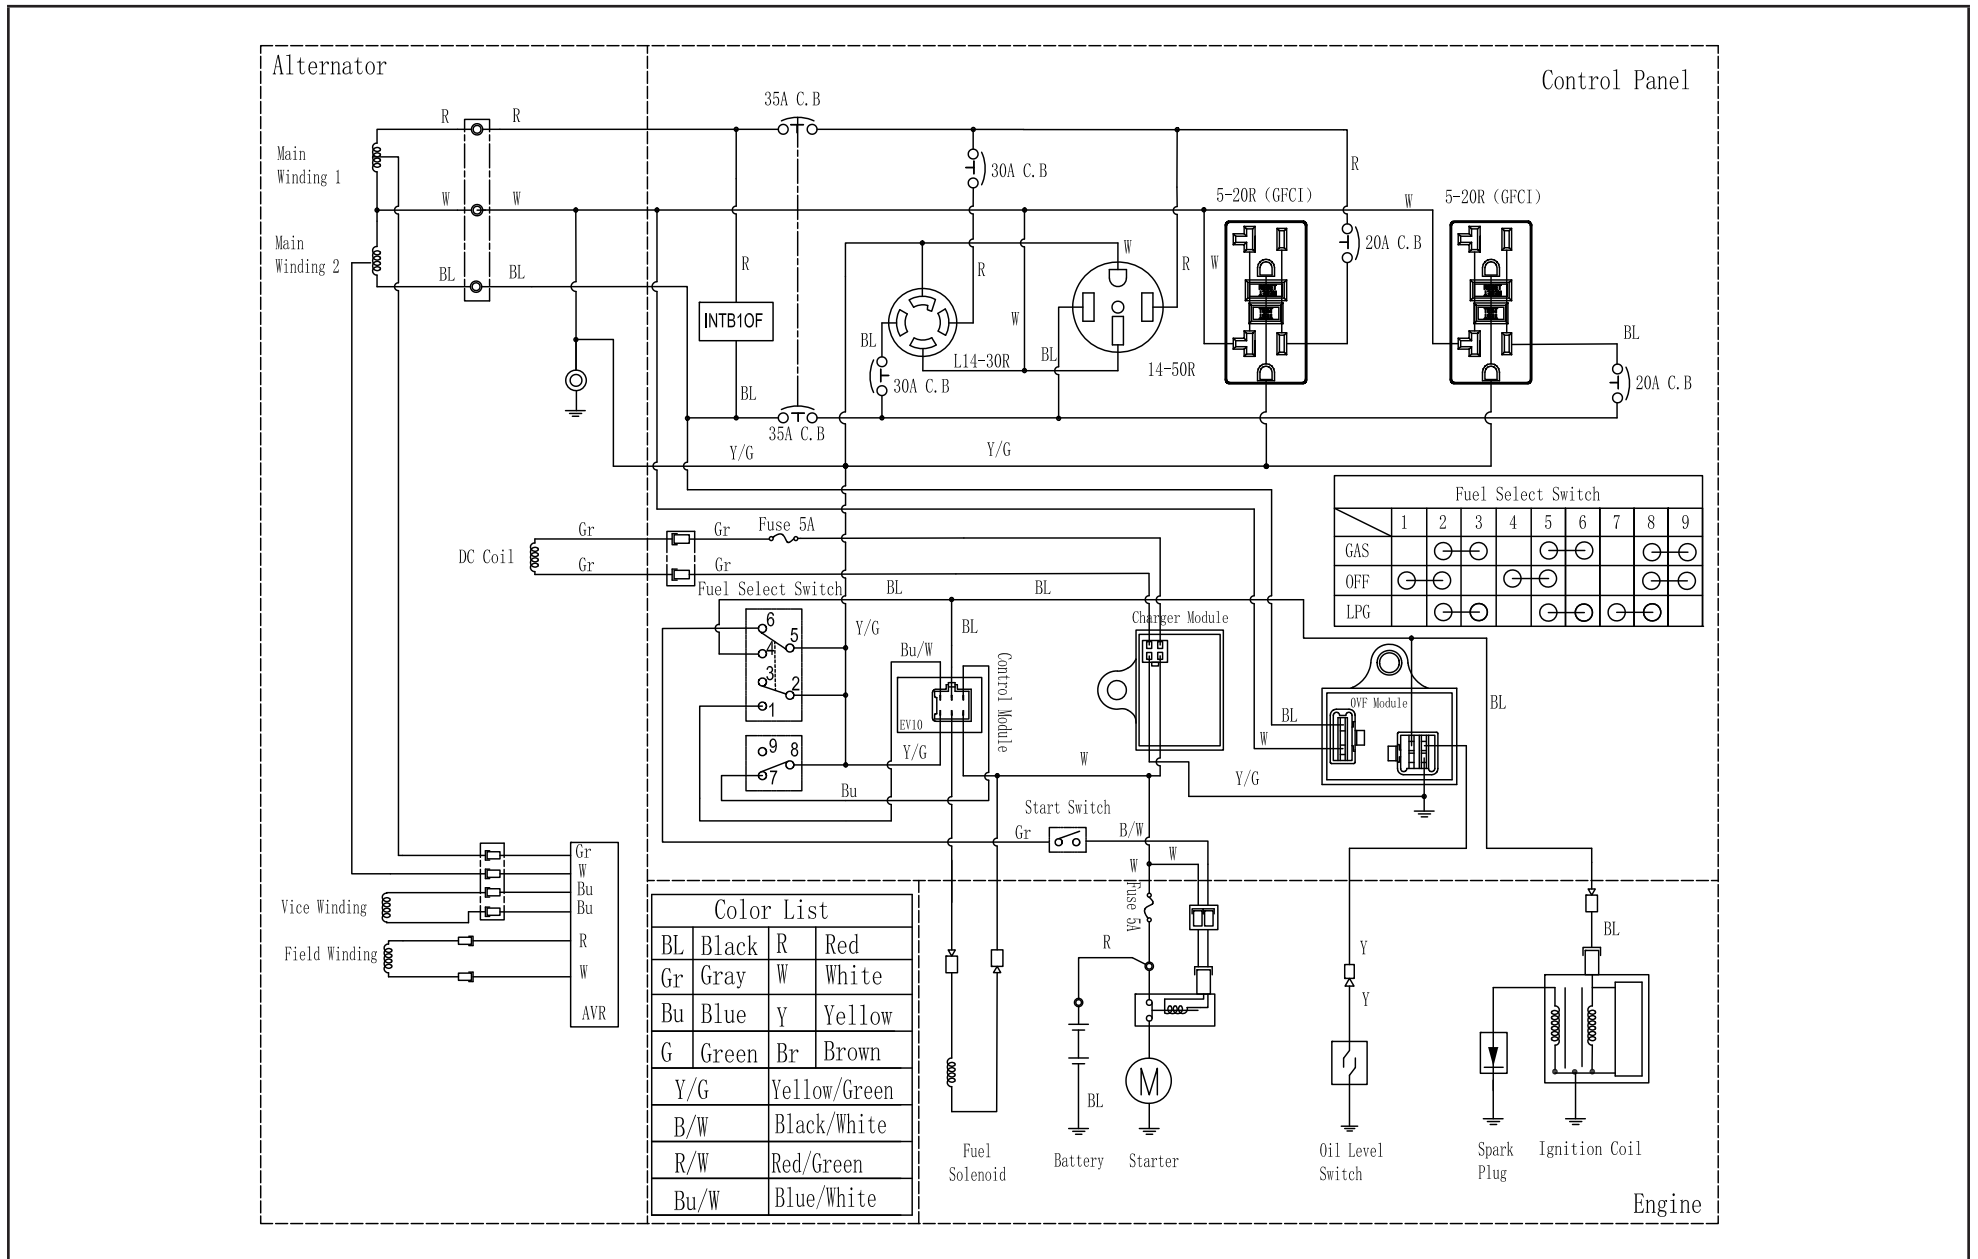 Alternator
Control Panel
35A C.B
R
R
Main
Winding 1
30A C.B
R
W
W
5-20R (GFCI)
W
5-20R (GFCI)
Main
Winding 2
BL
BL
R
R
W
R
W
20A C.B
INTB10F
BL
L14-30R
W
BL
14-50R
BL
30A C.B
BL
20A C.B
35A C.B
Y/G
Y/G
Fuel Select Switch
1 2 3 4 5 6 7 8 9
GAS
OFF
LPG
DC Coil
Gr
Gr
Fuse 5A
Gr
Gr
Fuel Select Switch
BL
BL
6
5
4
3
2
1
9 8
7
Y/G
BL
Bu/W
Control Module
EV10
Y/G
Bu
Charger Module
W
Y/G
OVF Module
BL
W
BL
Start Switch
Gr
B/W
W
W
Fuse 5A
Gr
W
Bu
Bu
R
W
AVR
Vice Winding
Field Winding
Color List
BL Black R Red
Gr Gray W White
Bu Blue Y Yellow
G Green Br Brown
Y/G Yellow/Green
B/W Black/White
R/W Red/Green
Bu/W Blue/White
R
BL
M
Y
Y
BL
Fuel
Solenoid
Battery
Starter
Oil Level
Switch
Spark
Plug
Ignition Coil
Engine